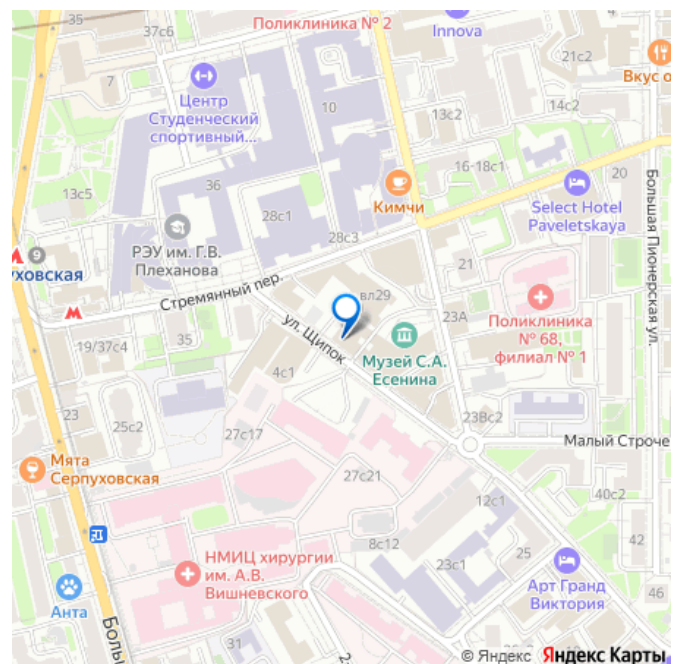 35
37с6
Поликлиника № 2
Innova
21с2
Вкус о
7
Центр
Студенческий
спортивный...
10
13с2
14с2
13с5
36
Кимчи
16-18с1
20
Select Hotel
Paveletskaya
Большая Пионерская ул.
28с1
28с3
РЭУ им. Г.В.
Плеханова
9
уховская
Стремянный пер.
21
вл29
23А
Поликлиника
№ 68,
филиал № 1
19/37с4
35
ул. Щипок
Музей С.А.
Есенина
4с1
23
25с2
27с17
23Вс2
Малый Строче
Мята
Серпуховская
27с21
12с1
40с2
8с12
42
НМИЦ хирургии
им. А.В.
Вишневского
23с1
25
Арт Гранд
Виктория
46
Анта
Боль
31
© Яндекс Яндекс Карты